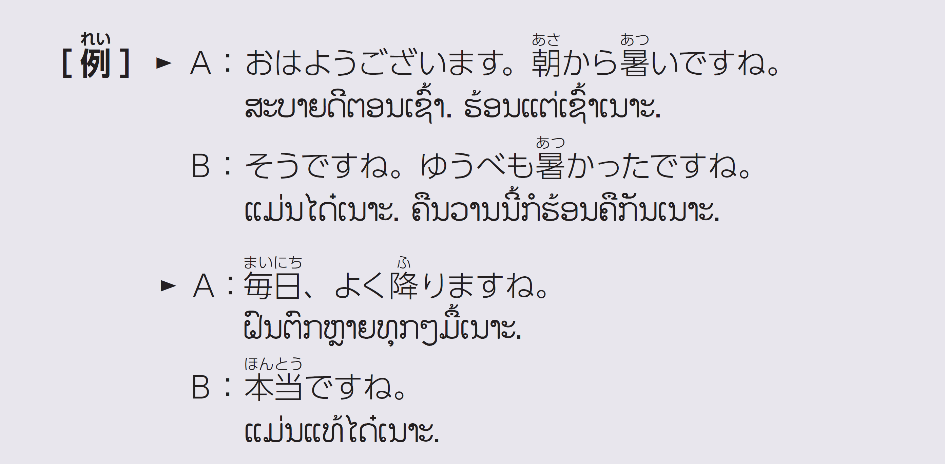 [ 例 ] ► A：おはようございます。朝から暑いですね。
ສະບາຍດີຕອນເຊົ້າ. ຮ້ອນແຕ່ເຊົ້າເນາະ.
B：そうですね。ゆうべも暑かったですね。
ແມ່ນໄດ໋ເນາະ. ຄືນວານນີ້ກໍຮ້ອນຄືກັນເນາະ.
► A：毎日、よく降りますね。
ຝົນຕົກຫຼາຍທຸກໆມື້ເນາະ.
B：本当ですね。
ແມ່ນແທ້ໄດ໋ເນາະ.